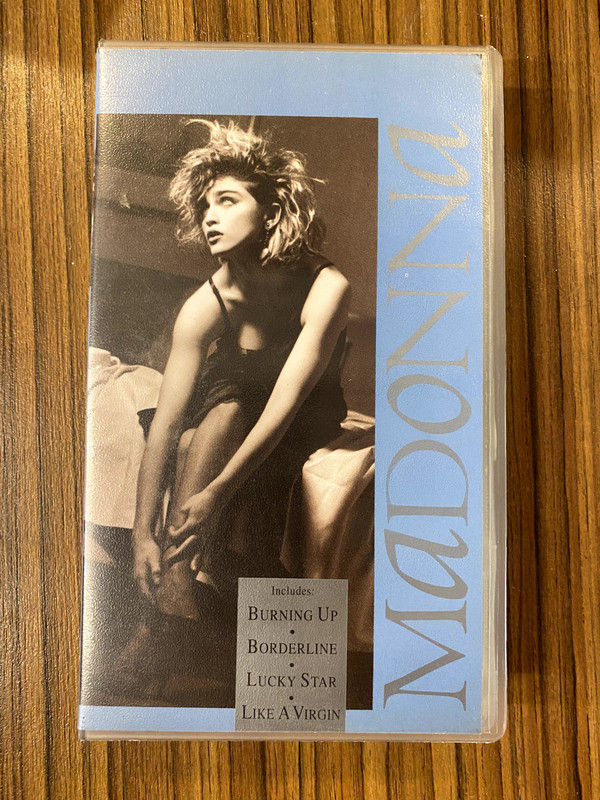 MaDONNa
Includes:
BURNING UP
•
BORDERLINE
•
LUCKY STAR
•
LIKE A VIRGIN